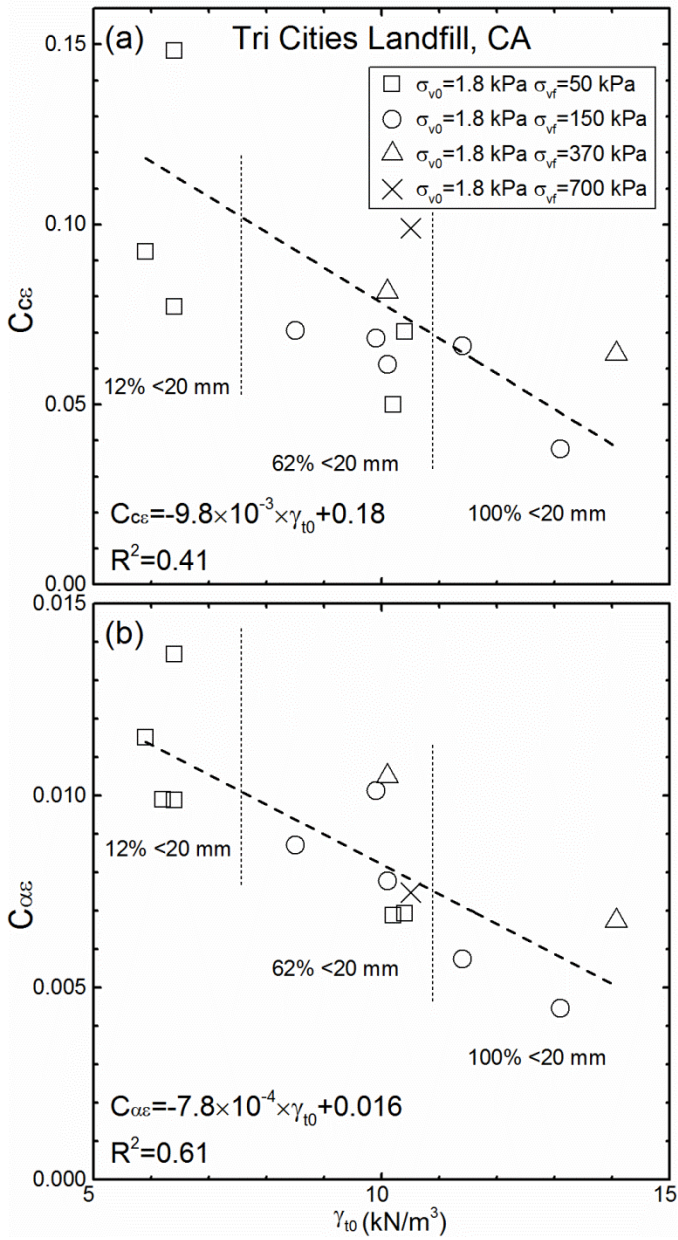 (a) Tri Cities Landfill, CA
σv0=1.8 kPa σvf=50 kPa
σv0=1.8 kPa σvf=150 kPa
σv0=1.8 kPa σvf=370 kPa
σv0=1.8 kPa σvf=700 kPa
0.15
0.10
0.05
0.00
Ccε
12% <20 mm
62% <20 mm
100% <20 mm
Ccε=-9.8×10⁻³×γt0+0.18
R²=0.41
(b)
0.015
0.010
0.005
0.000
Cαε
12% <20 mm
62% <20 mm
100% <20 mm
Cαε=-7.8×10⁻⁴×γt0+0.016
R²=0.61
5 10 15
γt0 (kN/m³)